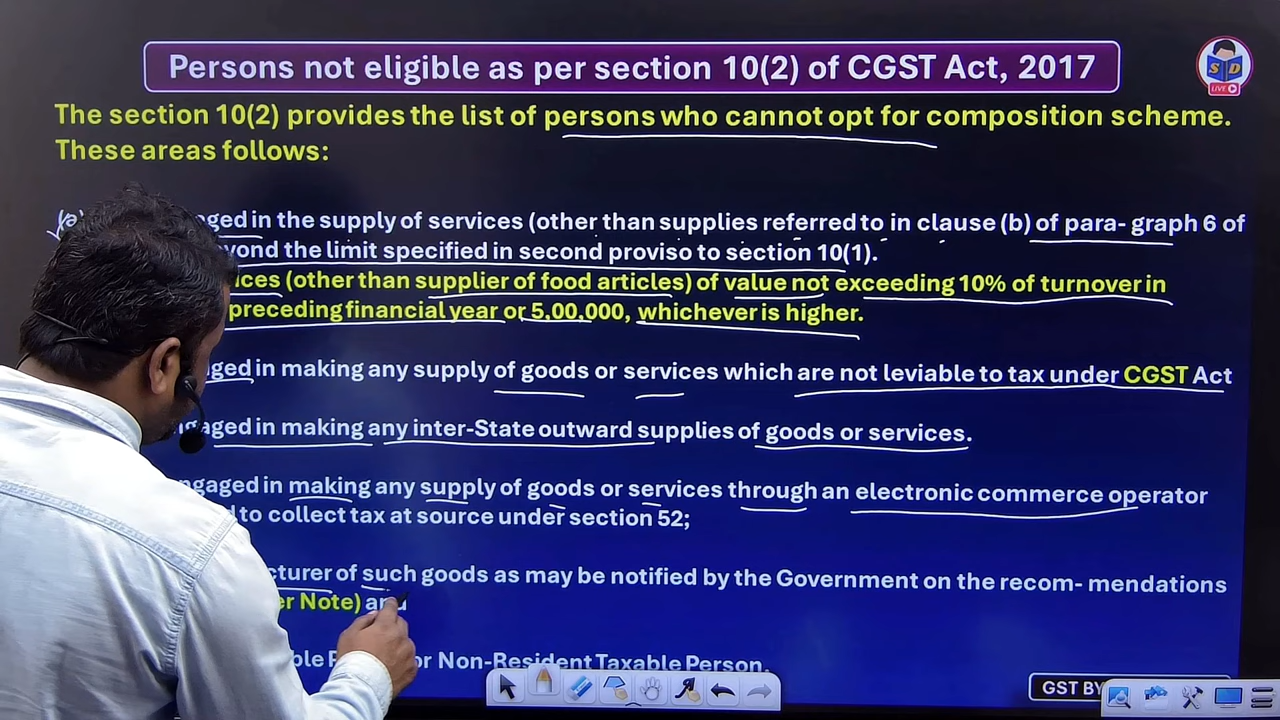 Persons not eligible as per section 10(2) of CGST Act, 2017
S D
LIVE
The section 10(2) provides the list of persons who cannot opt for composition scheme.
These areas follows:
ged in the supply of services (other than supplies referred to in clause (b) of para- graph 6 of
yond the limit specified in second proviso to section 10(1).
ices (other than supplier of food articles) of value not exceeding 10% of turnover in
preceding financial year or 5,00,000, whichever is higher.
ged in making any supply of goods or services which are not leviable to tax under CGST Act
ngaged in making any inter-State outward supplies of goods or services.
ngaged in making any supply of goods or services through an electronic commerce operator
d to collect tax at source under section 52;
cturer of such goods as may be notified by the Government on the recom- mendations
er Note) and
ble P or Non-Resident Taxable Person.
GST BY